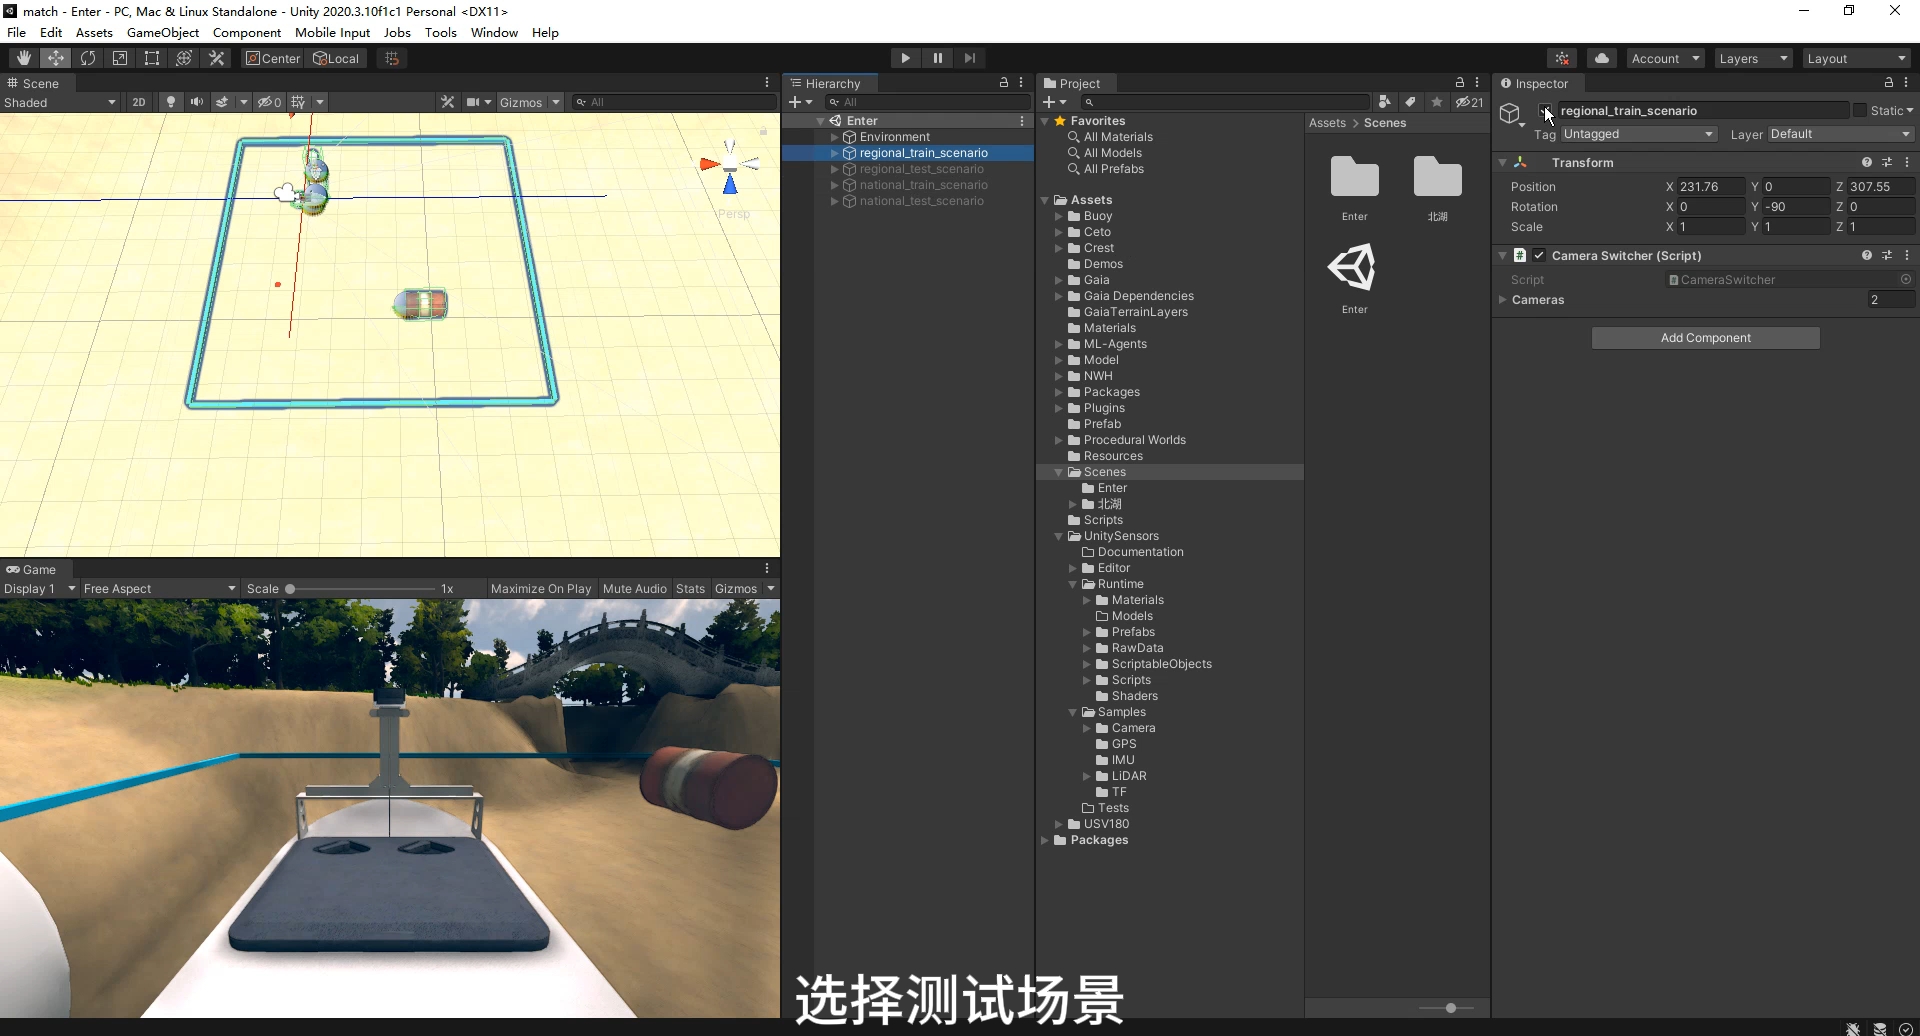 match - Enter - PC, Mac & Linux Standalone - Unity 2020.3.10f1c1 Personal <DX11>
File Edit Assets GameObject Component Mobile Input Jobs Tools Window Help
Center Local Account Layers Layout
Scene
Shaded 2D 0 Gizmos All
Persp
Game
Display 1 Free Aspect Scale 1x Maximize On Play Mute Audio Stats Gizmos
Hierarchy
All
Enter
Environment
regional_train_scenario
regional_test_scenario
national_train_scenario
national_test_scenario
Project
21
Favorites
All Materials
All Models
All Prefabs
Assets
Buoy
Ceto
Crest
Demos
Gaia
Gaia Dependencies
GaiaTerrainLayers
Materials
ML-Agents
Model
NWH
Packages
Plugins
Prefab
Procedural Worlds
Resources
Scenes
Enter
北湖
Scripts
UnitySensors
Documentation
Editor
Runtime
Materials
Models
Prefabs
RawData
ScriptableObjects
Scripts
Shaders
Samples
Camera
GPS
IMU
LiDAR
TF
Tests
USV180
Packages
Assets > Scenes
Enter
北湖
Enter
Inspector
regional_train_scenario Static
Tag Untagged Layer Default
Transform
Position X 231.76 Y 0 Z 307.55
Rotation X 0 Y -90 Z 0
Scale X 1 Y 1 Z 1
Camera Switcher (Script)
Script CameraSwitcher
Cameras 2
Add Component
选择测试场景